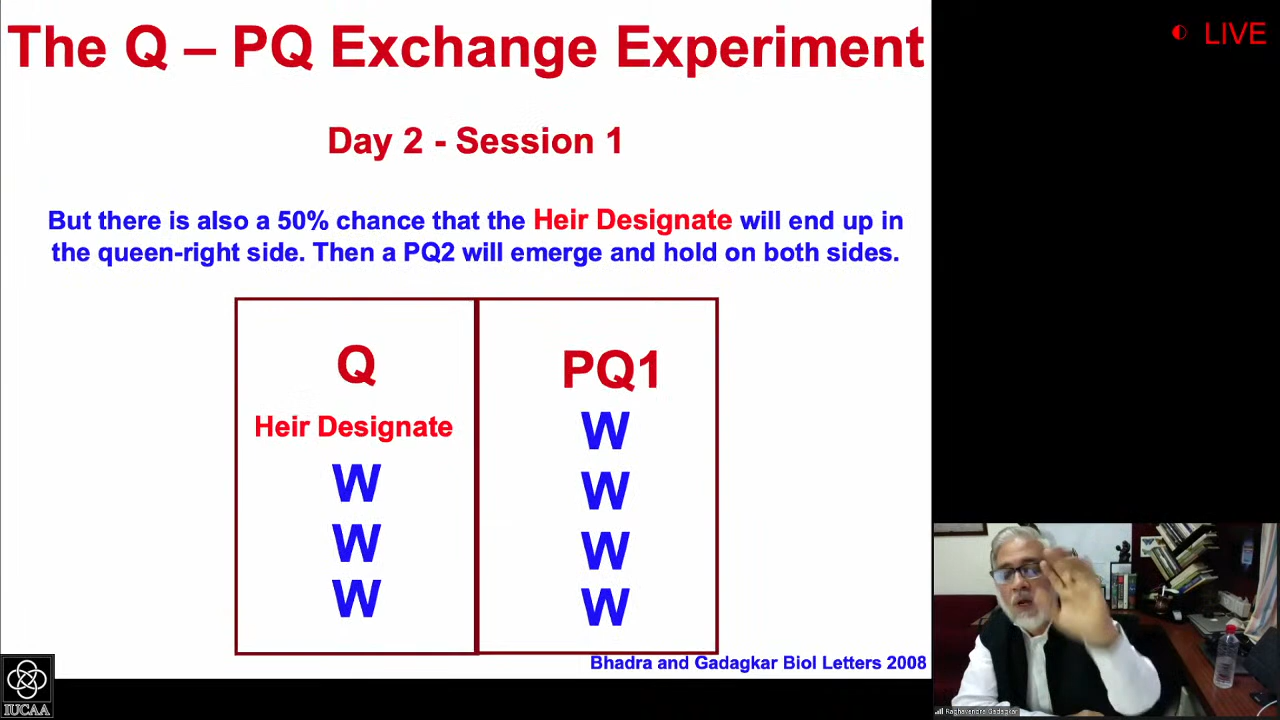 The Q – PQ Exchange Experiment
LIVE
Day 2 - Session 1
But there is also a 50% chance that the Heir Designate will end up in
the queen-right side. Then a PQ2 will emerge and hold on both sides.
Q
Heir Designate
W
W
W
PQ1
W
W
W
W
Bhadra and Gadagkar Biol Letters 2008
IUCAA
Raghavendra Gadagkar